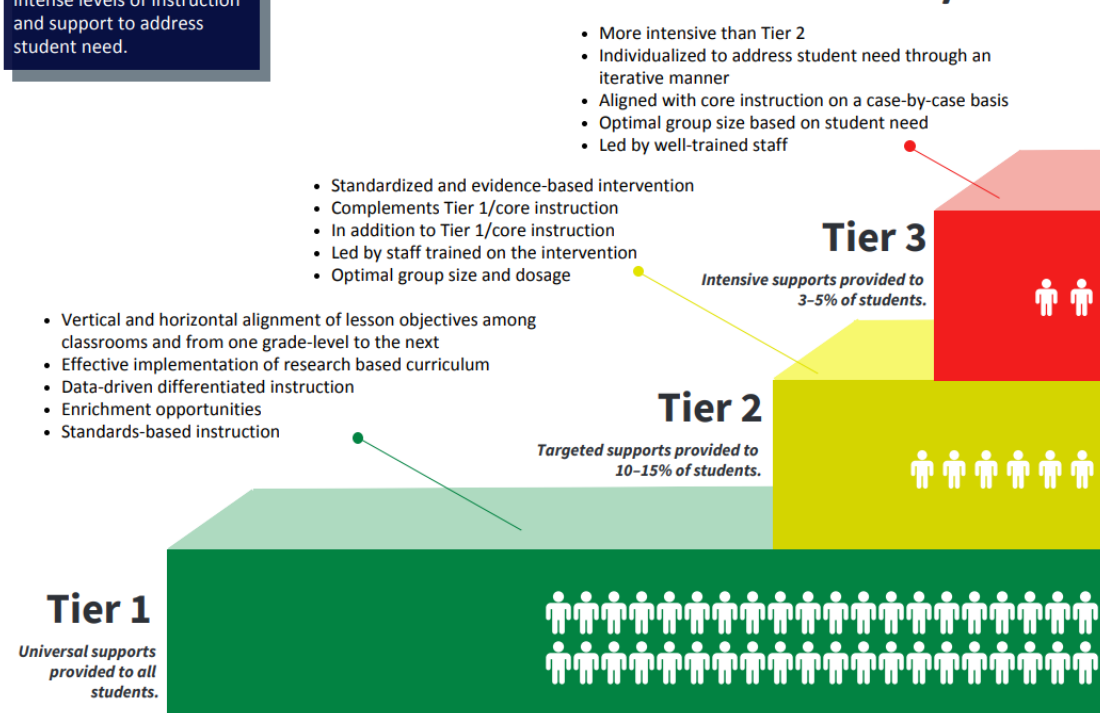 intense levels of instruction
and support to address
student need.
• More intensive than Tier 2
• Individualized to address student need through an
iterative manner
• Aligned with core instruction on a case-by-case basis
• Optimal group size based on student need
• Led by well-trained staff
• Standardized and evidence-based intervention
• Complements Tier 1/core instruction
• In addition to Tier 1/core instruction
• Led by staff trained on the intervention
• Optimal group size and dosage
Tier 3
Intensive supports provided to
3–5% of students.
• Vertical and horizontal alignment of lesson objectives among
classrooms and from one grade-level to the next
• Effective implementation of research based curriculum
• Data-driven differentiated instruction
• Enrichment opportunities
• Standards-based instruction
Tier 2
Targeted supports provided to
10–15% of students.
Tier 1
Universal supports
provided to all
students.